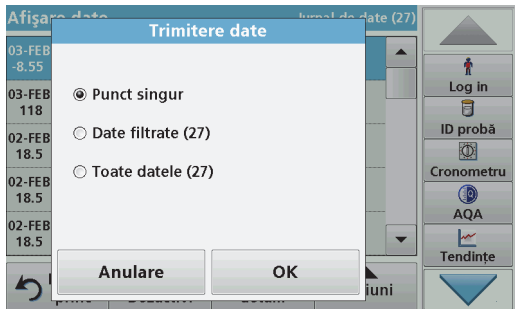 Afișare date
Jurnal de date (27)
Trimitere date
03-FEB
-8.55
03-FEB
118
02-FEB
18.5
02-FEB
18.5
02-FEB
18.5
Punct singur
Date filtrate (27)
Toate datele (27)
Anulare
OK
Log in
ID probă
Cronometru
AQA
Tendințe